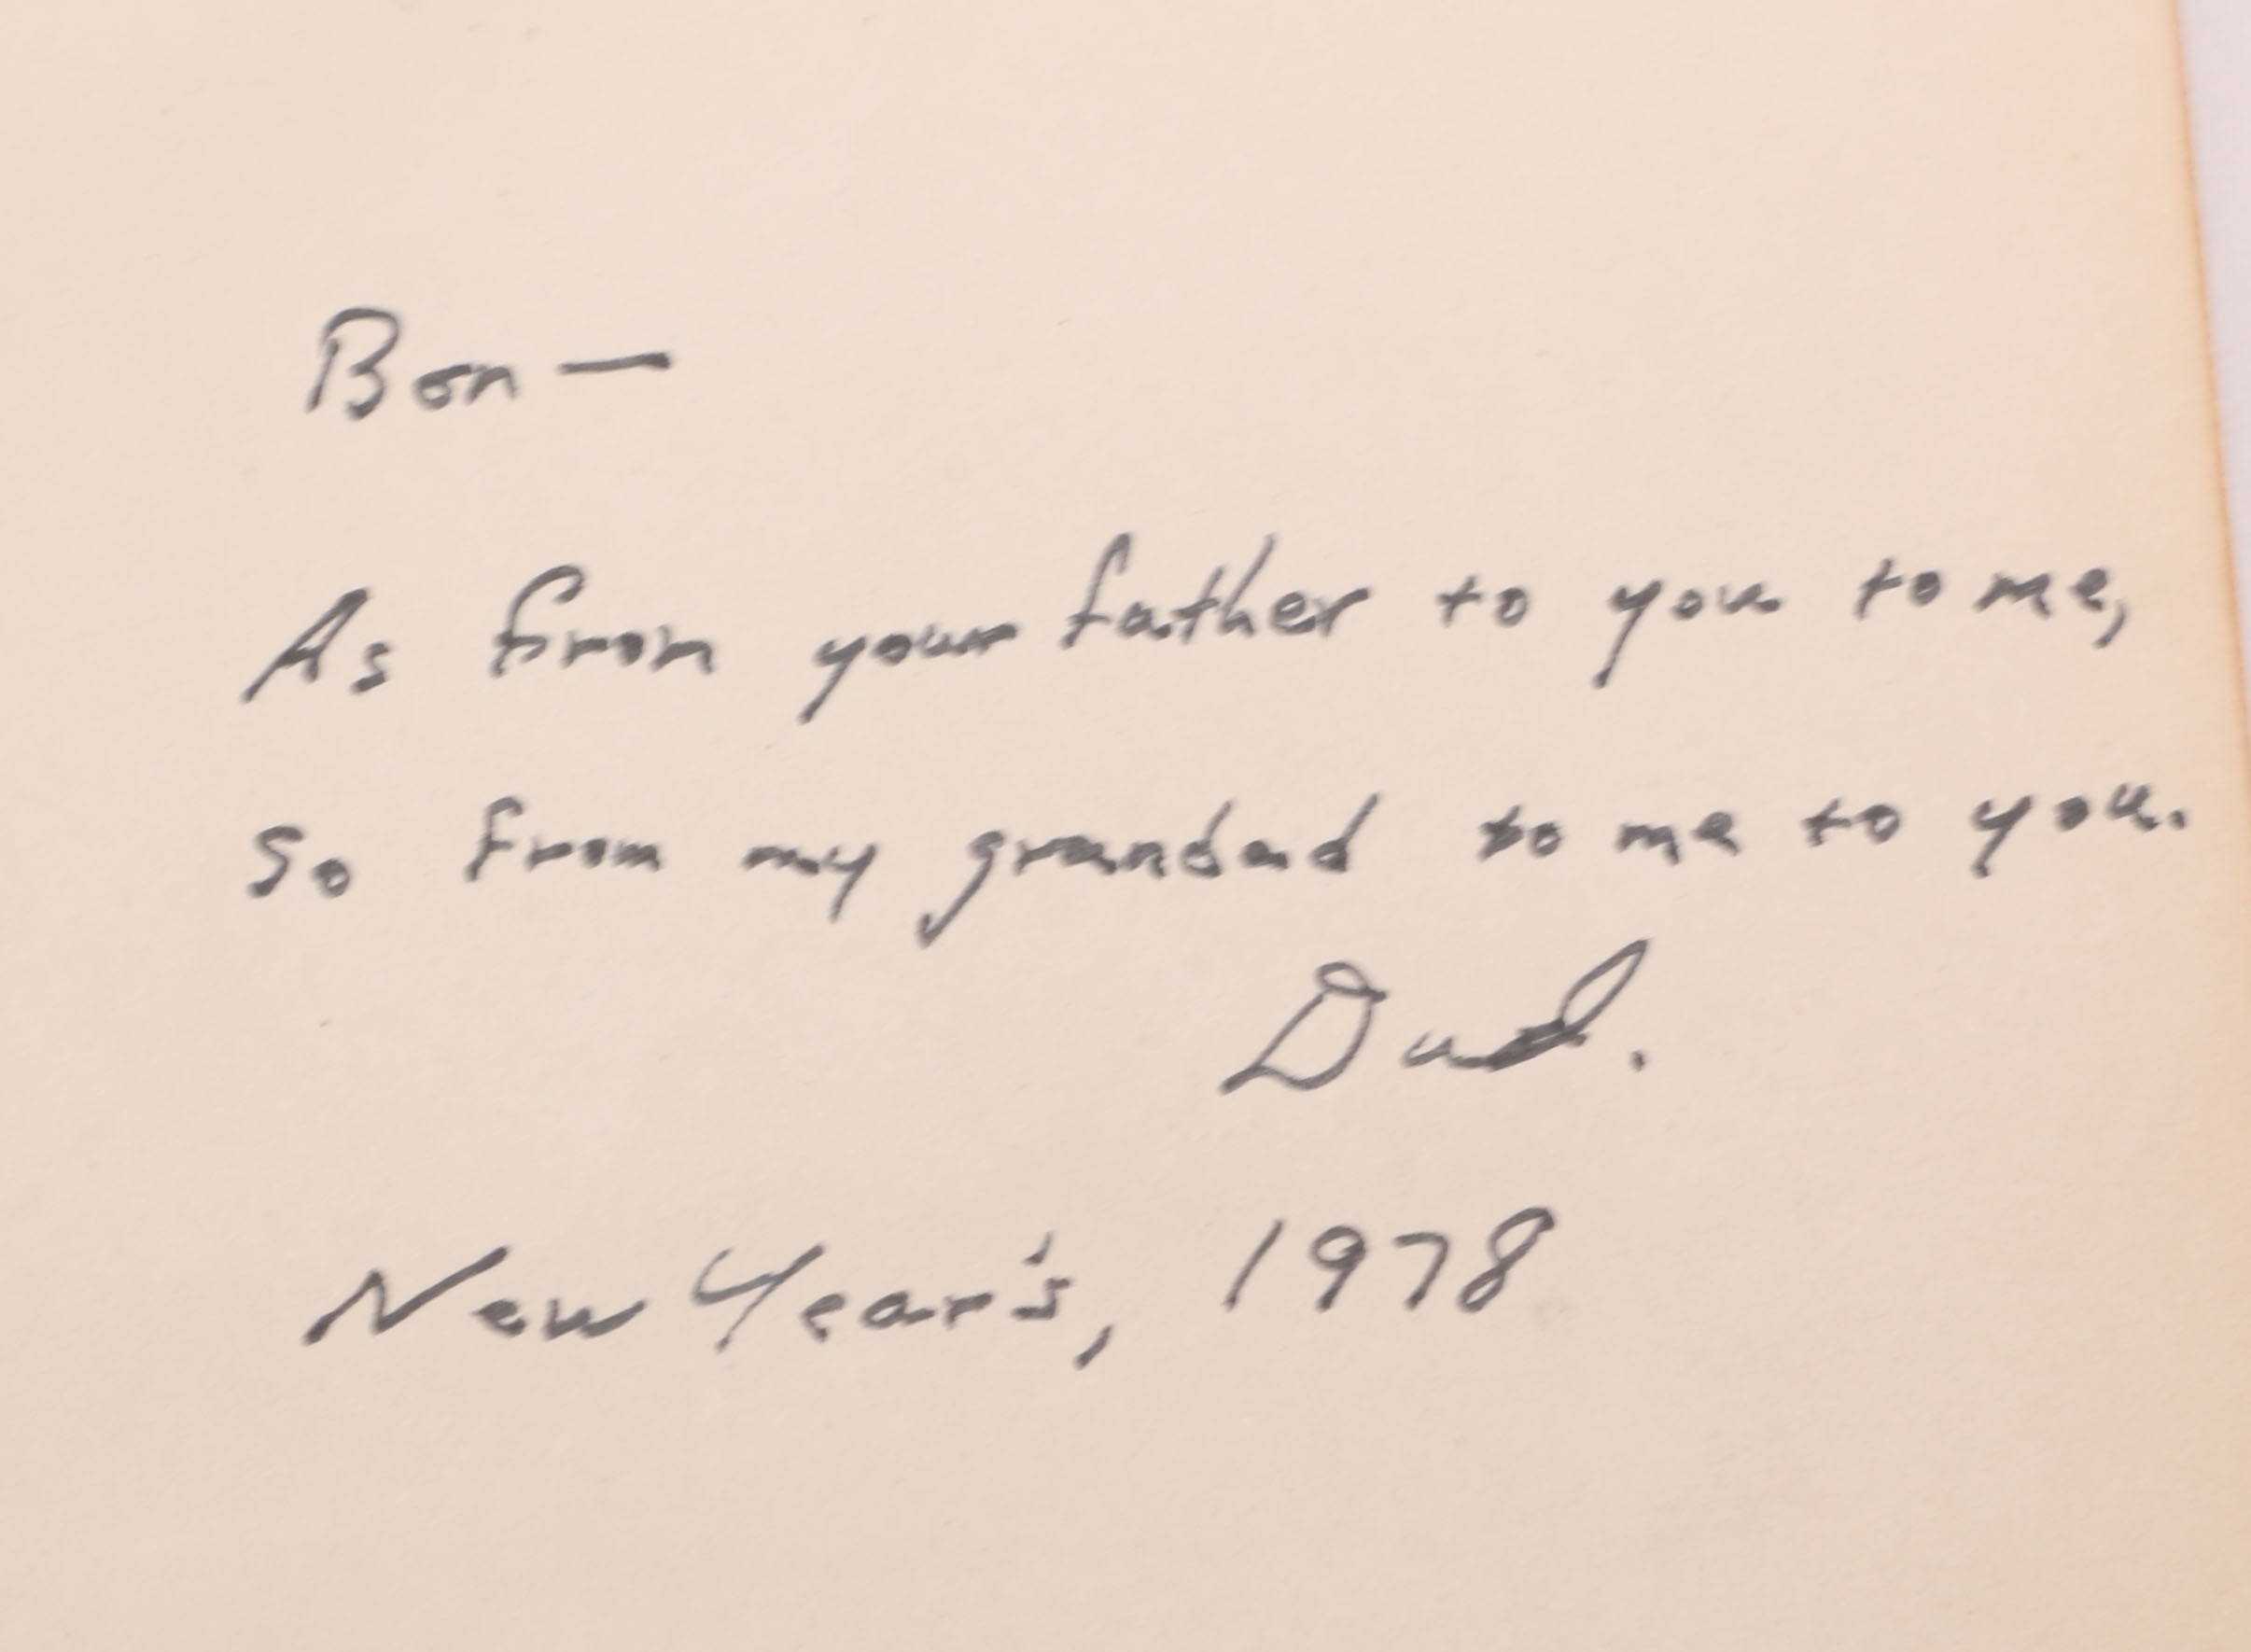 Bon—
As from your father to you to me,
So from my grandad to me to you.
Dud.
New Year's, 1978